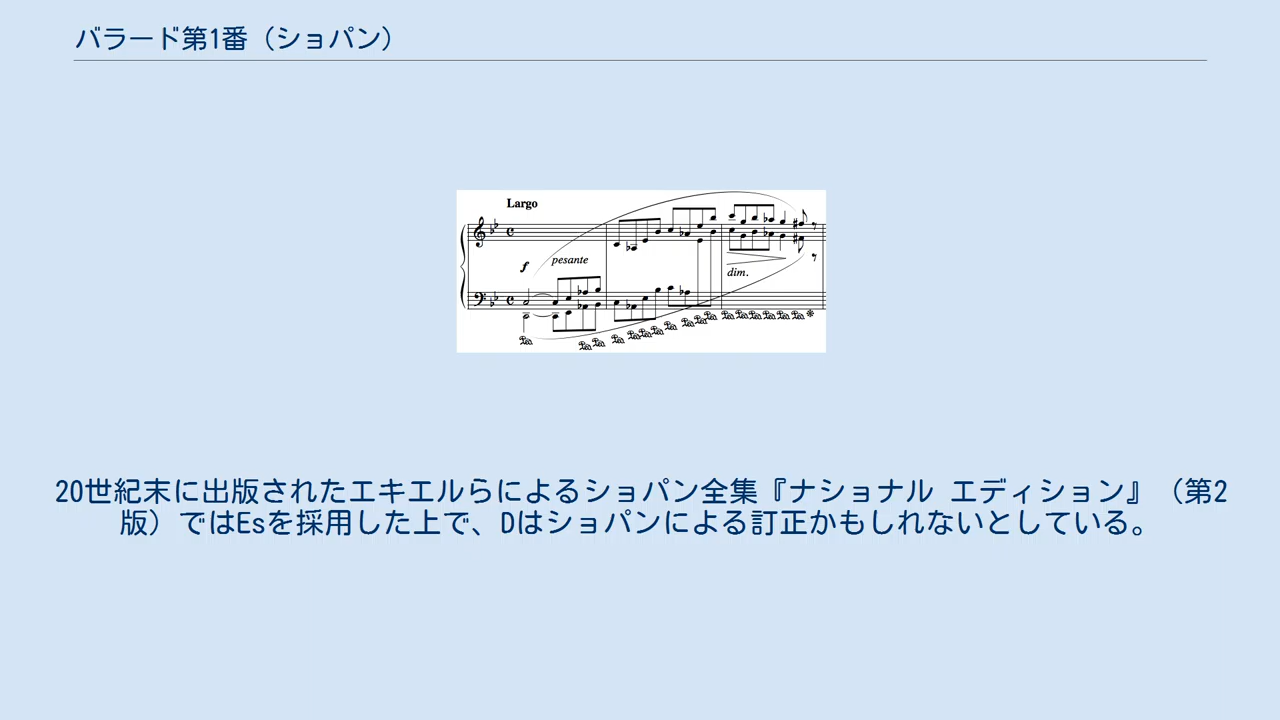 バラード第1番（ショパン）
Largo
f pesante
dim.
20世紀末に出版されたエキエルらによるショパン全集『ナショナル エディション』（第2
版）ではEsを採用した上で、Dはショパンによる訂正かもしれないとしている。